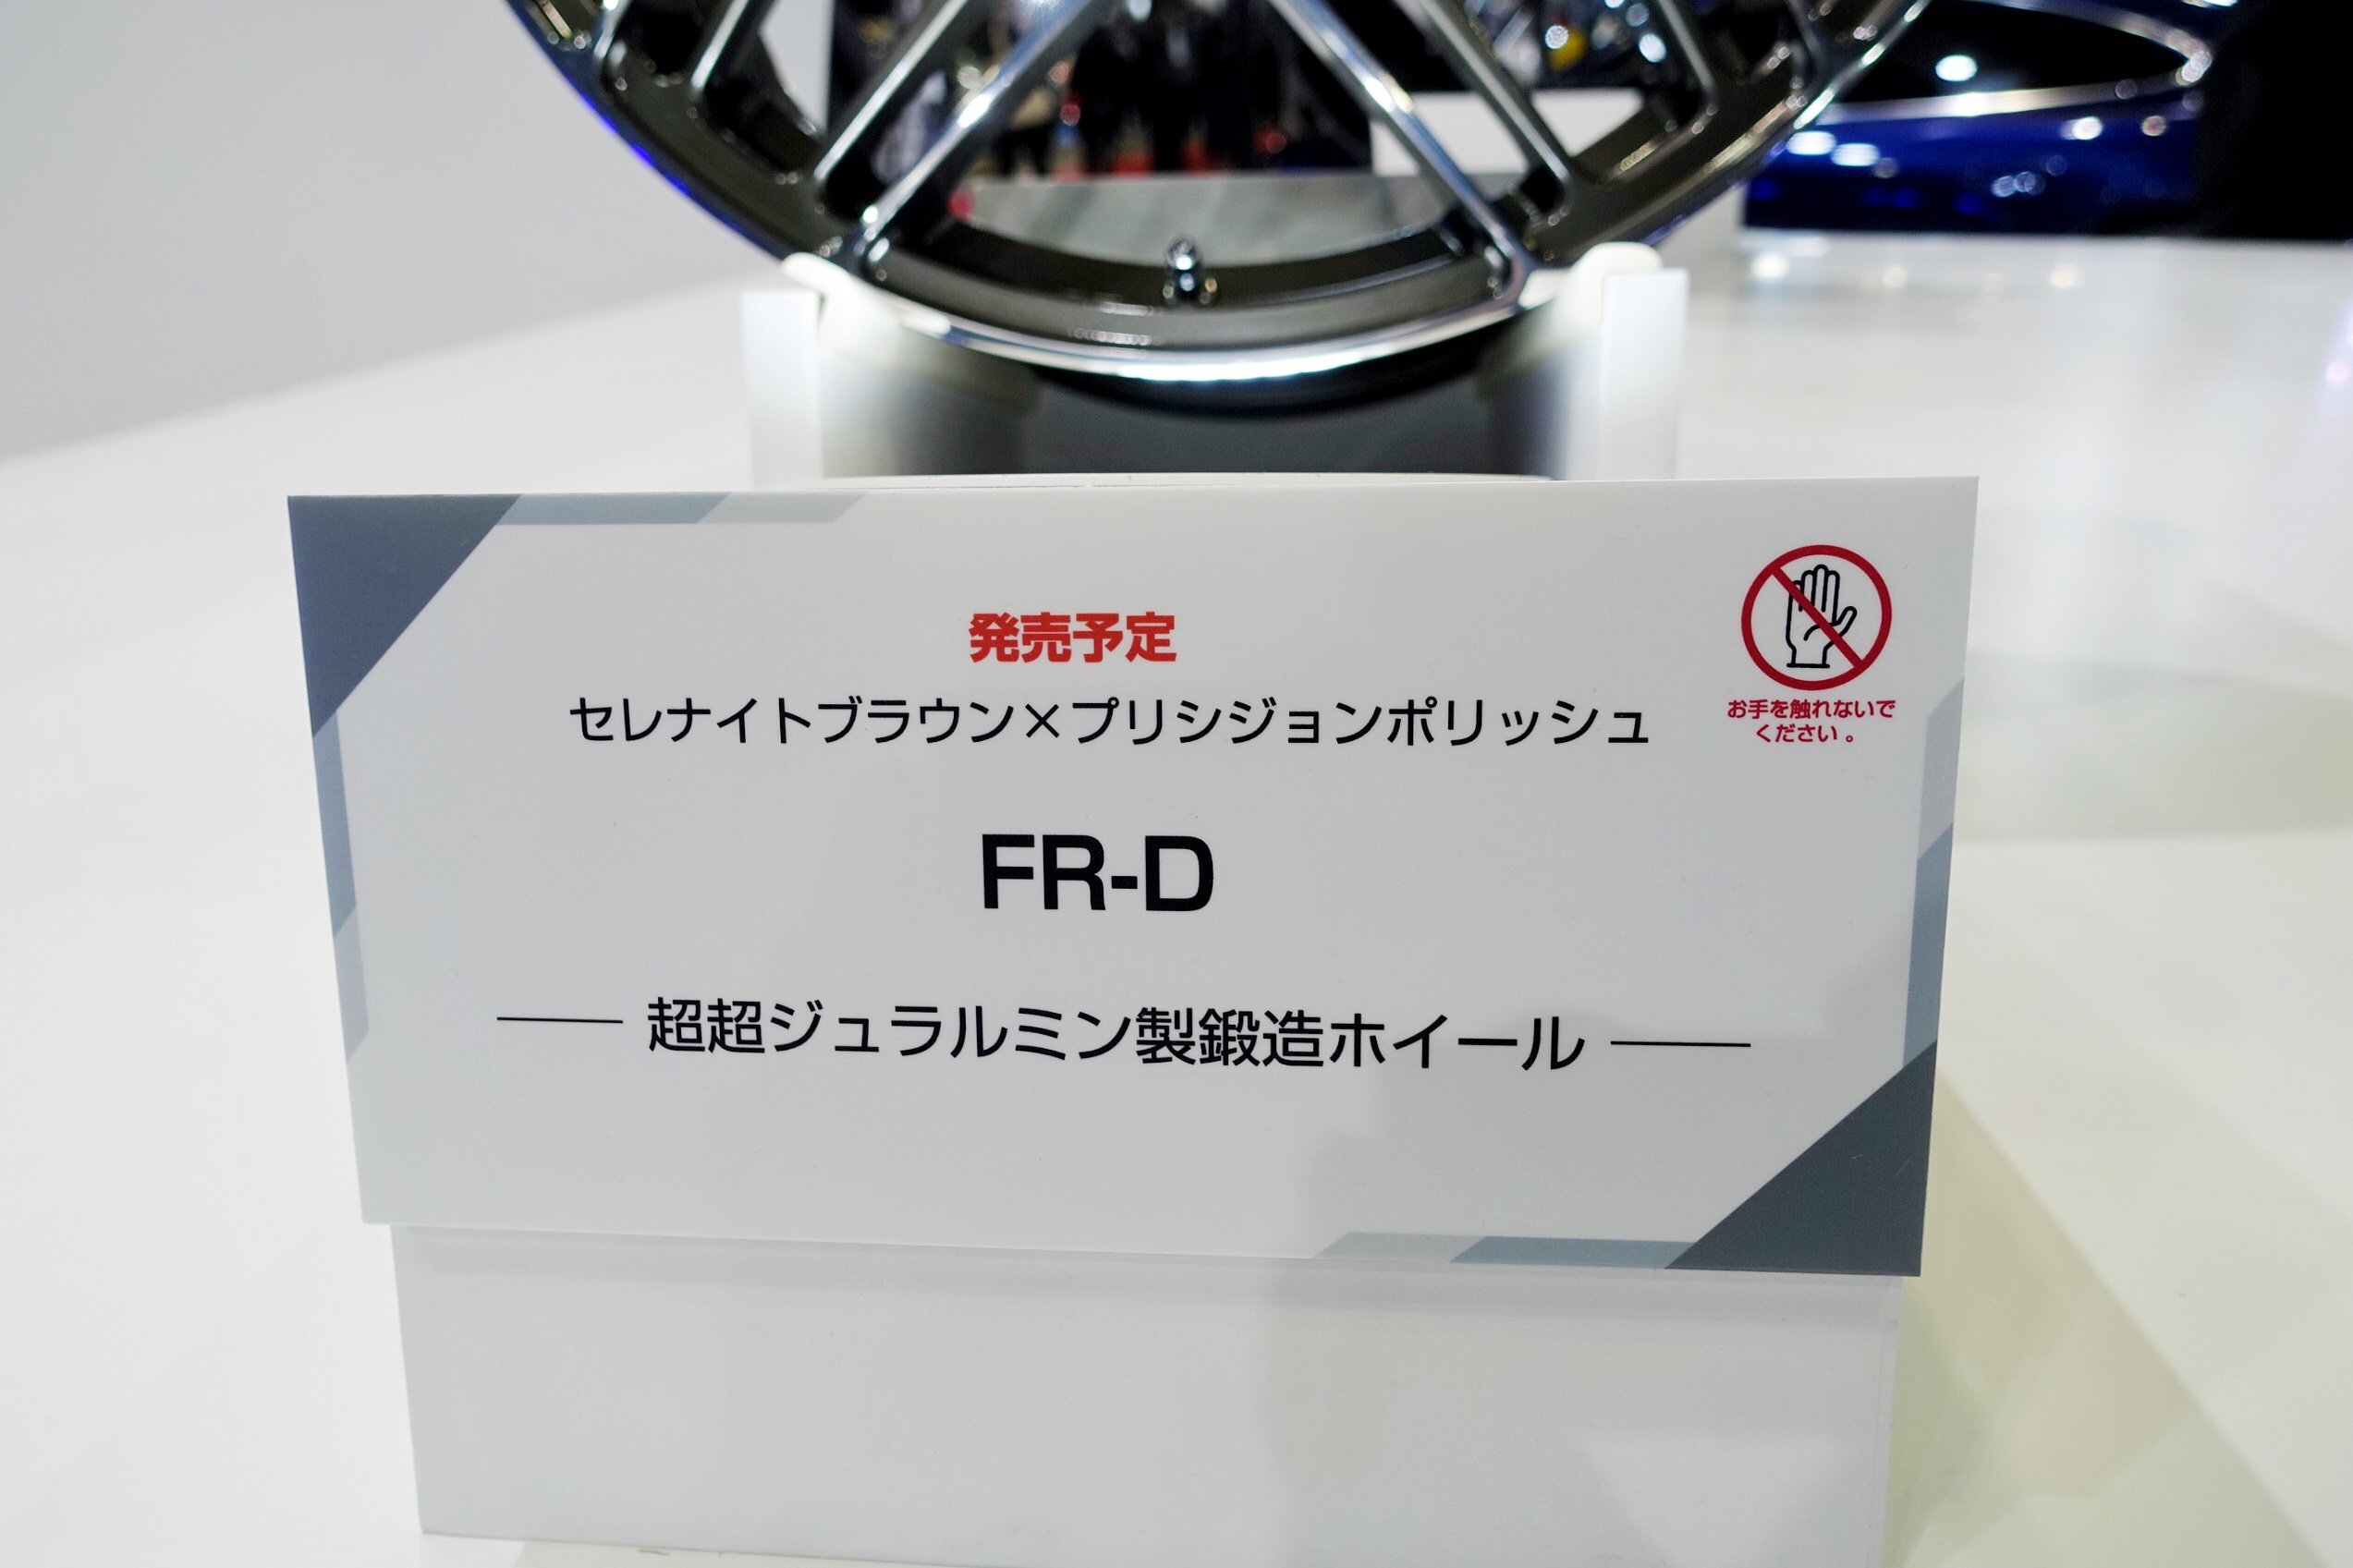 発売予定
セレナイトブラウン×プリシジョンポリッシュ
お手を触れないで
ください。
FR-D
超超ジュラルミン製鍛造ホイール